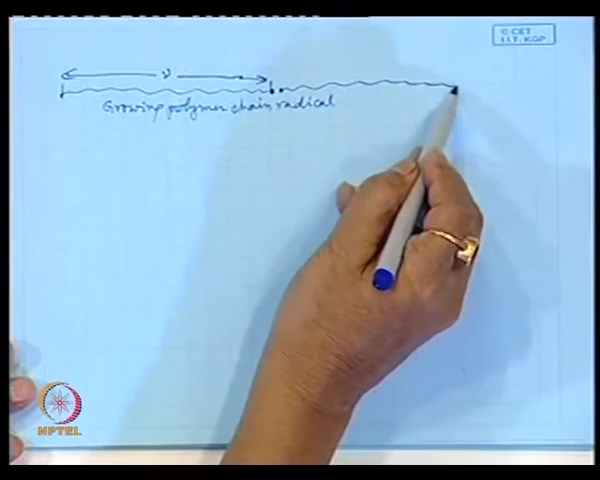 © CET
I.I.T. KGP
ν
Growing polymer chain radical
NPTEL